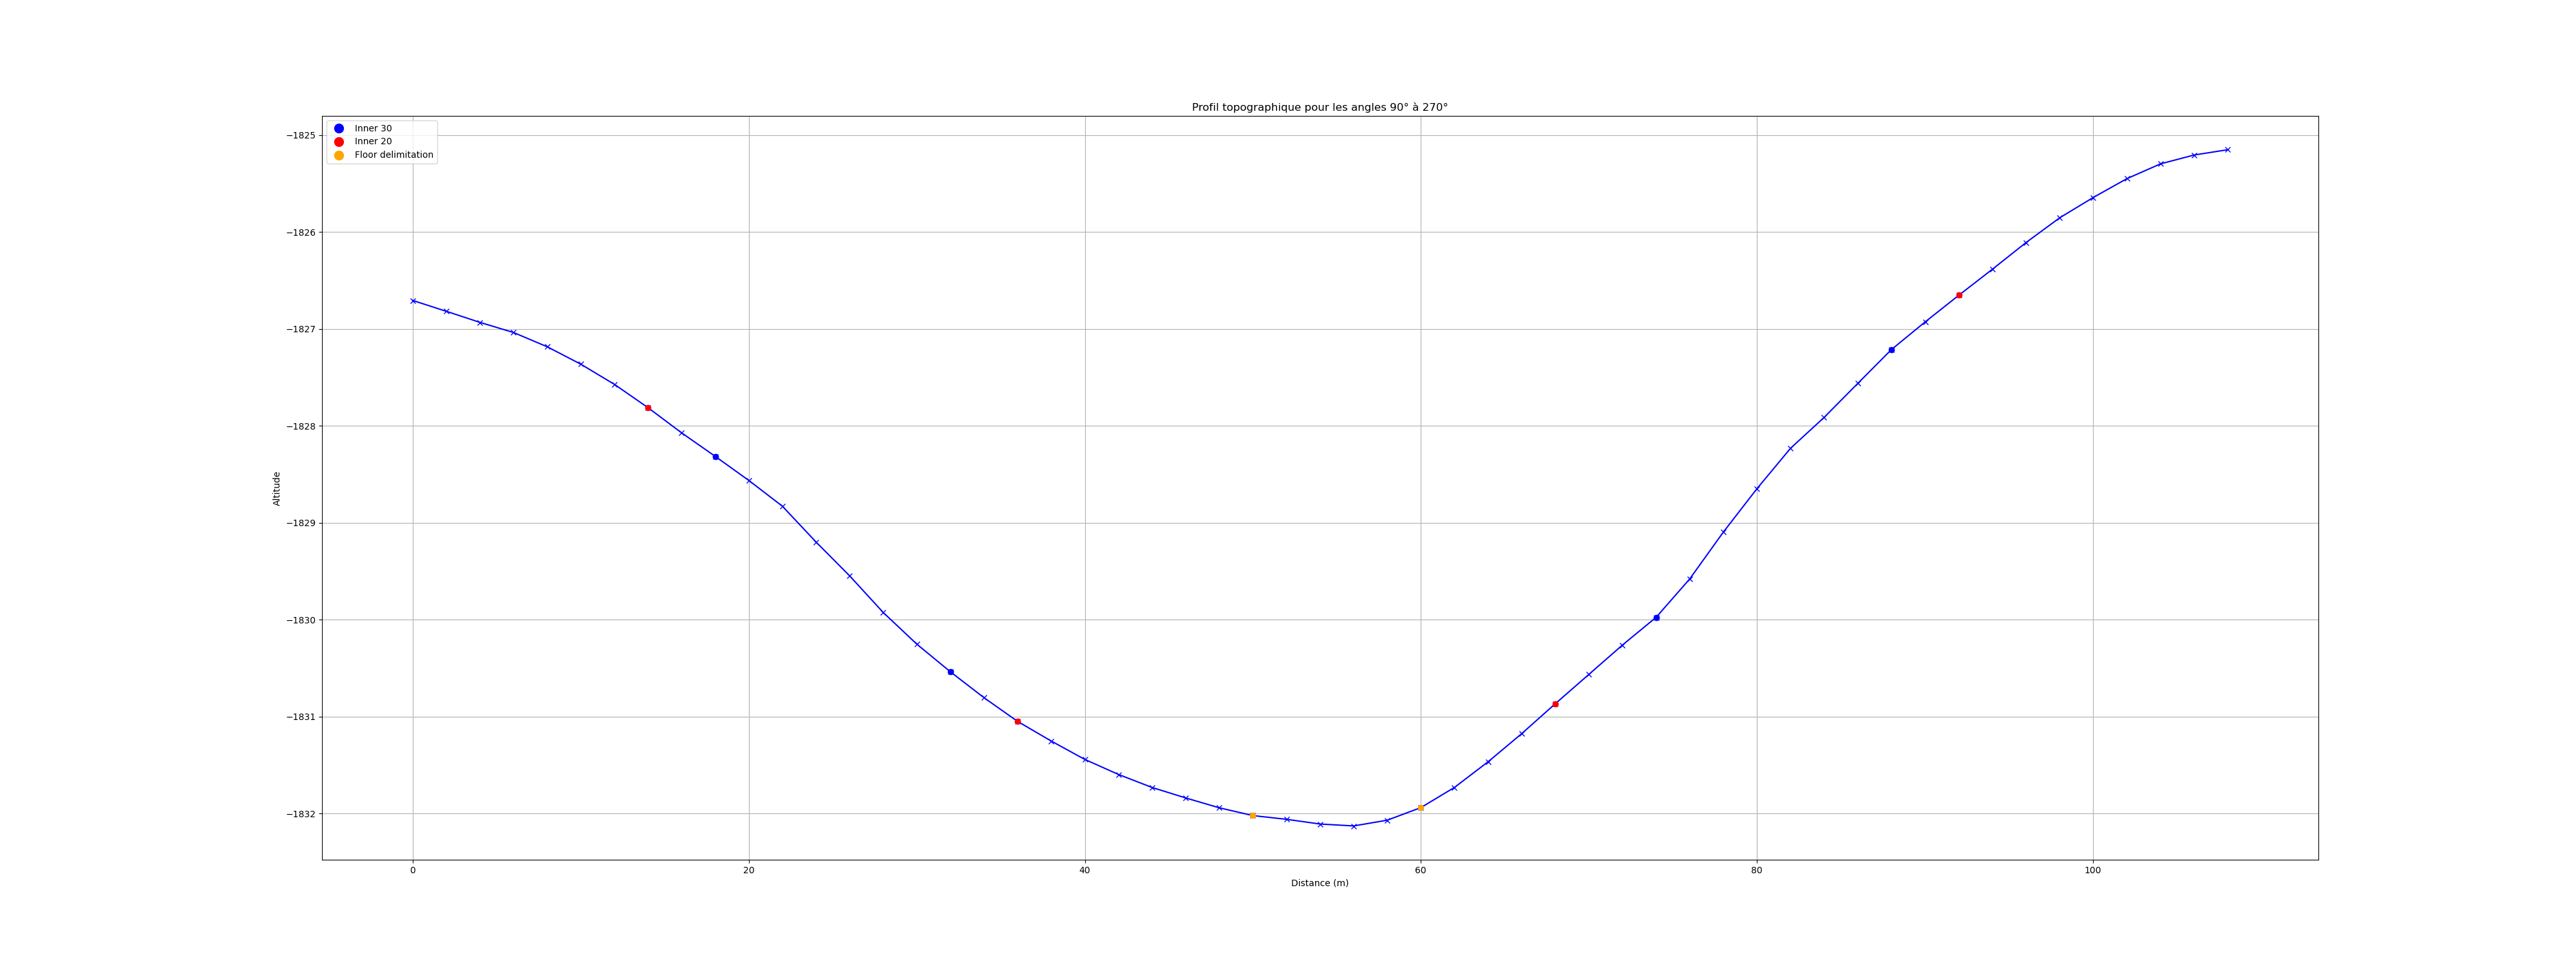 Profil topographique pour les angles 90° à 270°
Inner 30
Inner 20
Floor delimitation
−1825
−1826
−1827
−1828
−1829
−1830
−1831
−1832
Altitude
0 20 40 60 80 100
Distance (m)